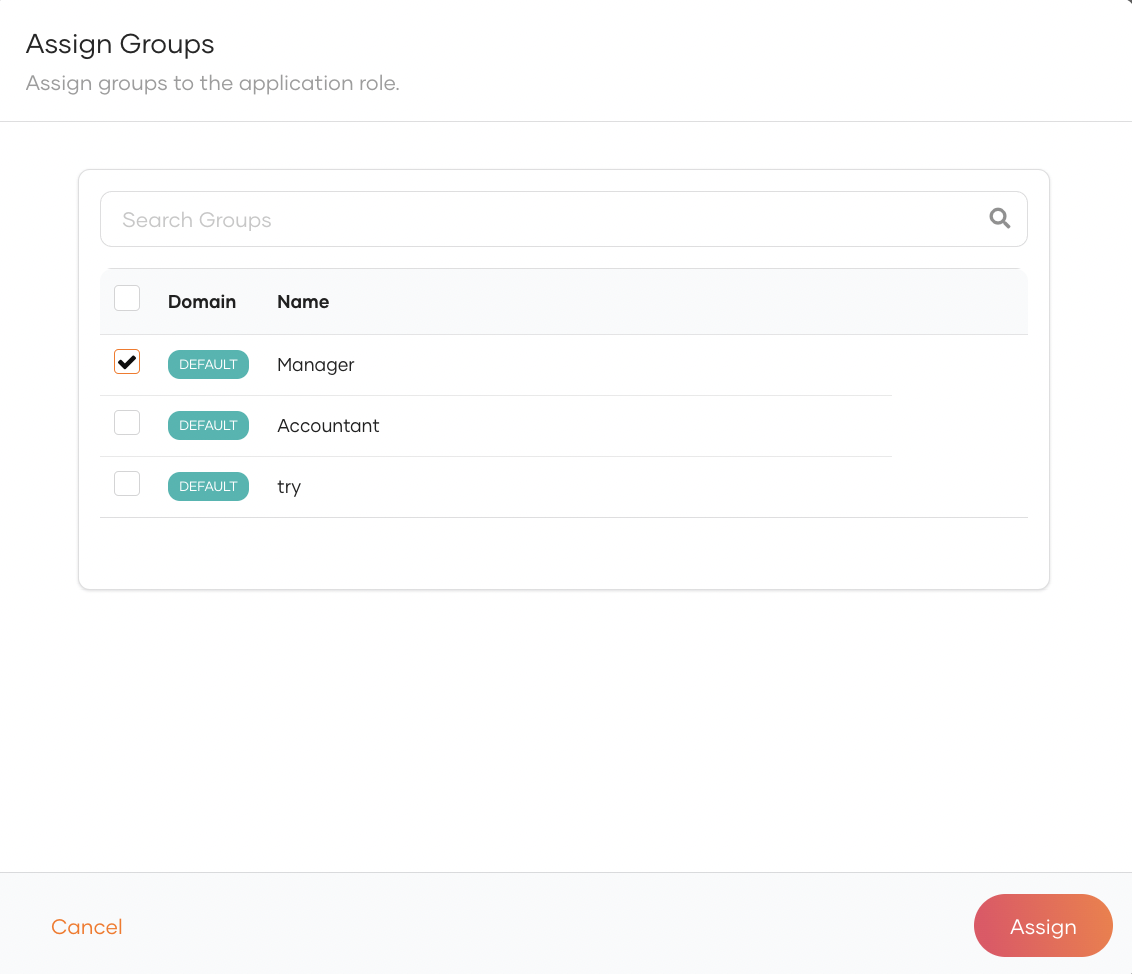 Assign Groups
Assign groups to the application role.
Search Groups
Domain Name
DEFAULT Manager
DEFAULT Accountant
DEFAULT try
Cancel Assign